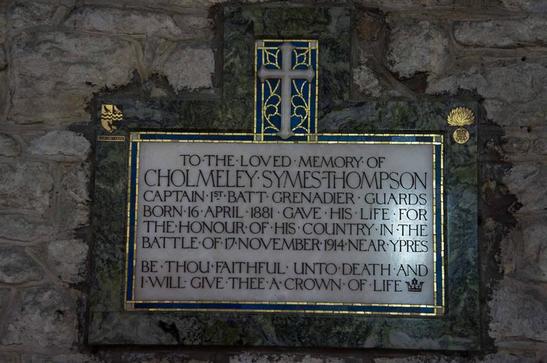 TO·THE·LOVED·MEMORY·OF
CHOLMELEY·SYMES-THOMPSON
CAPTAIN·1ST·BATT·GRENADIER·GUARDS
BORN·16·APRIL·1881·GAVE·HIS·LIFE·FOR
THE·HONOUR·OF·HIS·COUNTRY·IN·THE
BATTLE·OF·17·NOVEMBER·1914·NEAR·YPRES
BE·THOU·FAITHFUL·UNTO·DEATH·AND
I·WILL·GIVE·THEE·A·CROWN·OF·LIFE